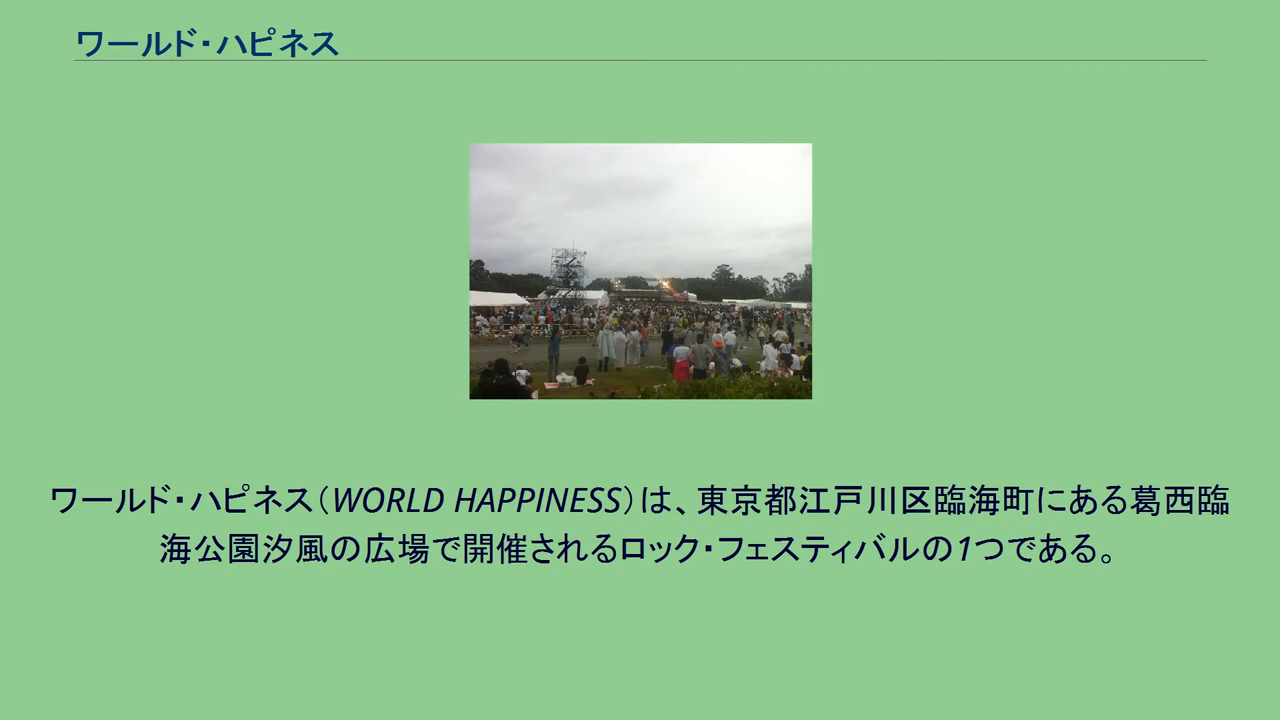 ワールド・ハピネス
ワールド・ハピネス（WORLD HAPPINESS）は、東京都江戸川区臨海町にある葛西臨
海公園汐風の広場で開催されるロック・フェスティバルの1つである。